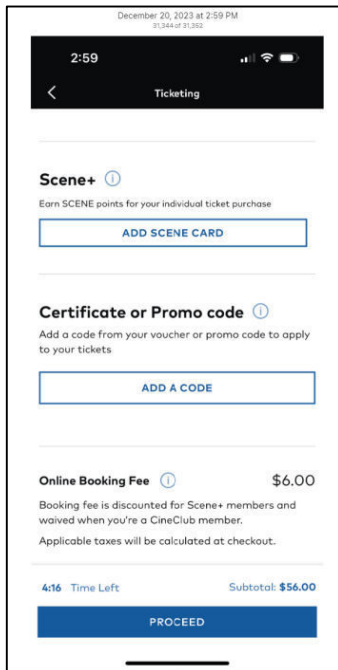 December 20, 2023 at 2:59 PM
31,344 of 31,362
2:59
Ticketing
Scene+
Earn SCENE points for your individual ticket purchase
ADD SCENE CARD
Certificate or Promo code
Add a code from your voucher or promo code to apply
to your tickets
ADD A CODE
Online Booking Fee $6.00
Booking fee is discounted for Scene+ members and
waived when you're a CineClub member.
Applicable taxes will be calculated at checkout.
4:16 Time Left Subtotal: $56.00
PROCEED